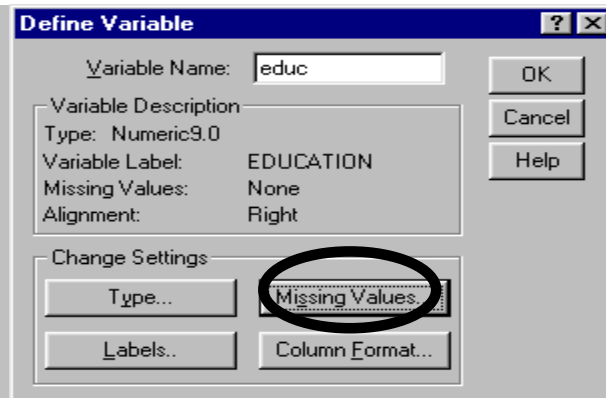 Define Variable
Variable Name: educ
OK
Cancel
Help
Variable Description
Type: Numeric9.0
Variable Label: EDUCATION
Missing Values: None
Alignment: Right
Change Settings
Type... Missing Values...
Labels.. Column Format...